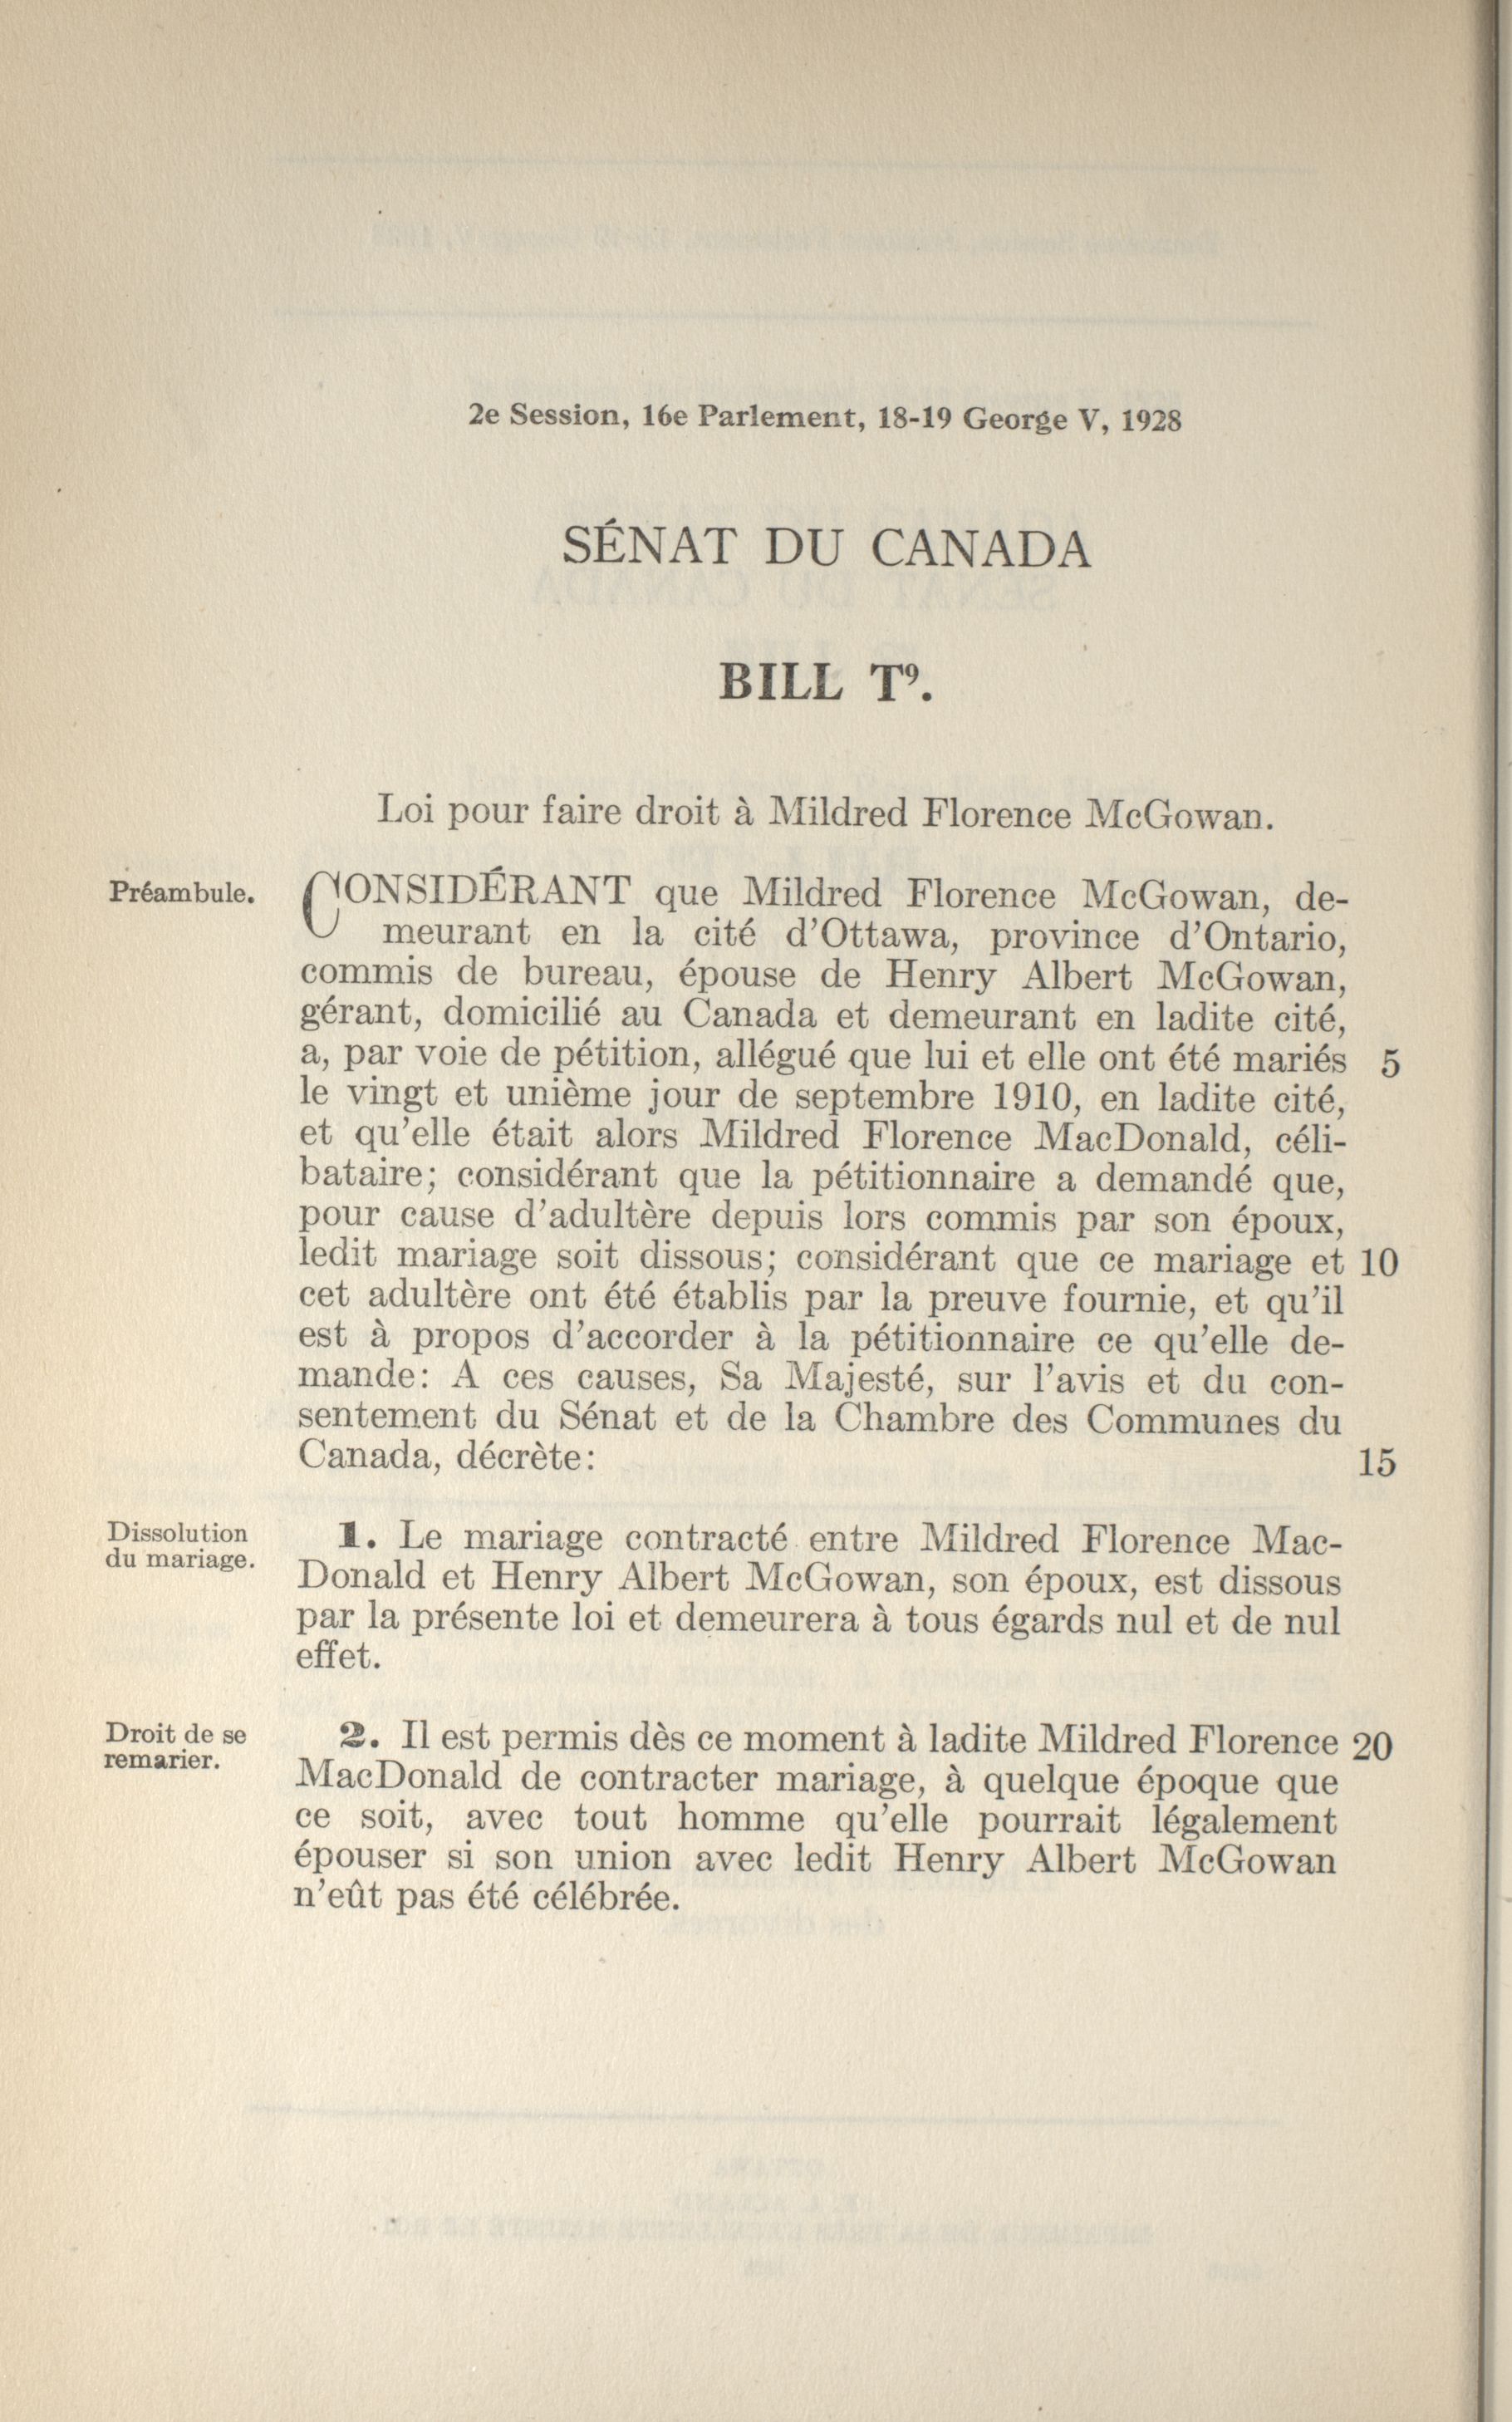 2e Session, 16e Parlement, 18-19 George V, 1928
SÉNAT DU CANADA
BILL T⁹.
Loi pour faire droit à Mildred Florence McGowan.
Préambule.
CONSIDÉRANT que Mildred Florence McGowan, de-
meurant en la cité d'Ottawa, province d'Ontario,
commis de bureau, épouse de Henry Albert McGowan,
gérant, domicilié au Canada et demeurant en ladite cité,
a, par voie de pétition, allégué que lui et elle ont été mariés 5
le vingt et unième jour de septembre 1910, en ladite cité,
et qu'elle était alors Mildred Florence MacDonald, céli-
bataire; considérant que la pétitionnaire a demandé que,
pour cause d'adultère depuis lors commis par son époux,
ledit mariage soit dissous; considérant que ce mariage et 10
cet adultère ont été établis par la preuve fournie, et qu'il
est à propos d'accorder à la pétitionnaire ce qu'elle de-
mande: A ces causes, Sa Majesté, sur l'avis et du con-
sentement du Sénat et de la Chambre des Communes du
Canada, décrète: 15
Dissolution
du mariage.
1. Le mariage contracté entre Mildred Florence Mac-
Donald et Henry Albert McGowan, son époux, est dissous
par la présente loi et demeurera à tous égards nul et de nul
effet.
Droit de se
remarier.
2. Il est permis dès ce moment à ladite Mildred Florence 20
MacDonald de contracter mariage, à quelque époque que
ce soit, avec tout homme qu'elle pourrait légalement
épouser si son union avec ledit Henry Albert McGowan
n'eût pas été célébrée.